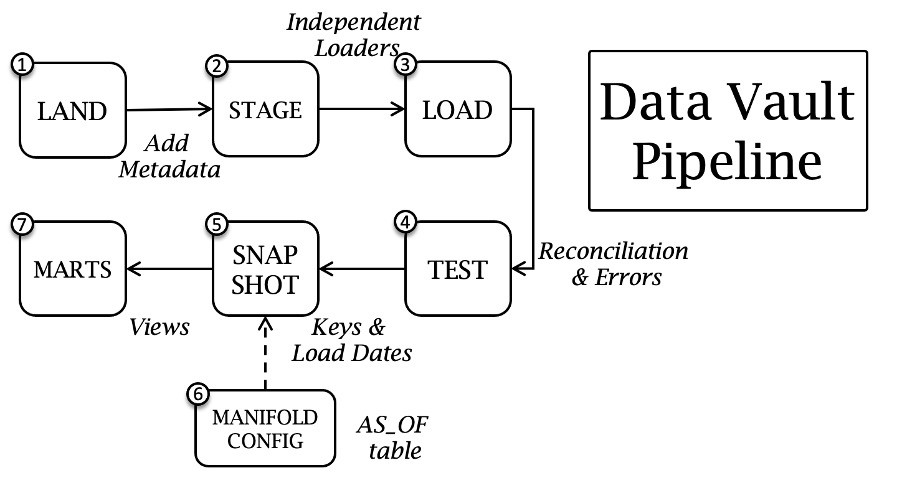 Independent
Loaders
Data Vault
Pipeline
1
LAND
2
STAGE
3
LOAD
Add
Metadata
7
MARTS
5
SNAP
SHOT
4
TEST
Reconciliation
& Errors
Views
Keys &
Load Dates
6
MANIFOLD
CONFIG
AS_OF
table